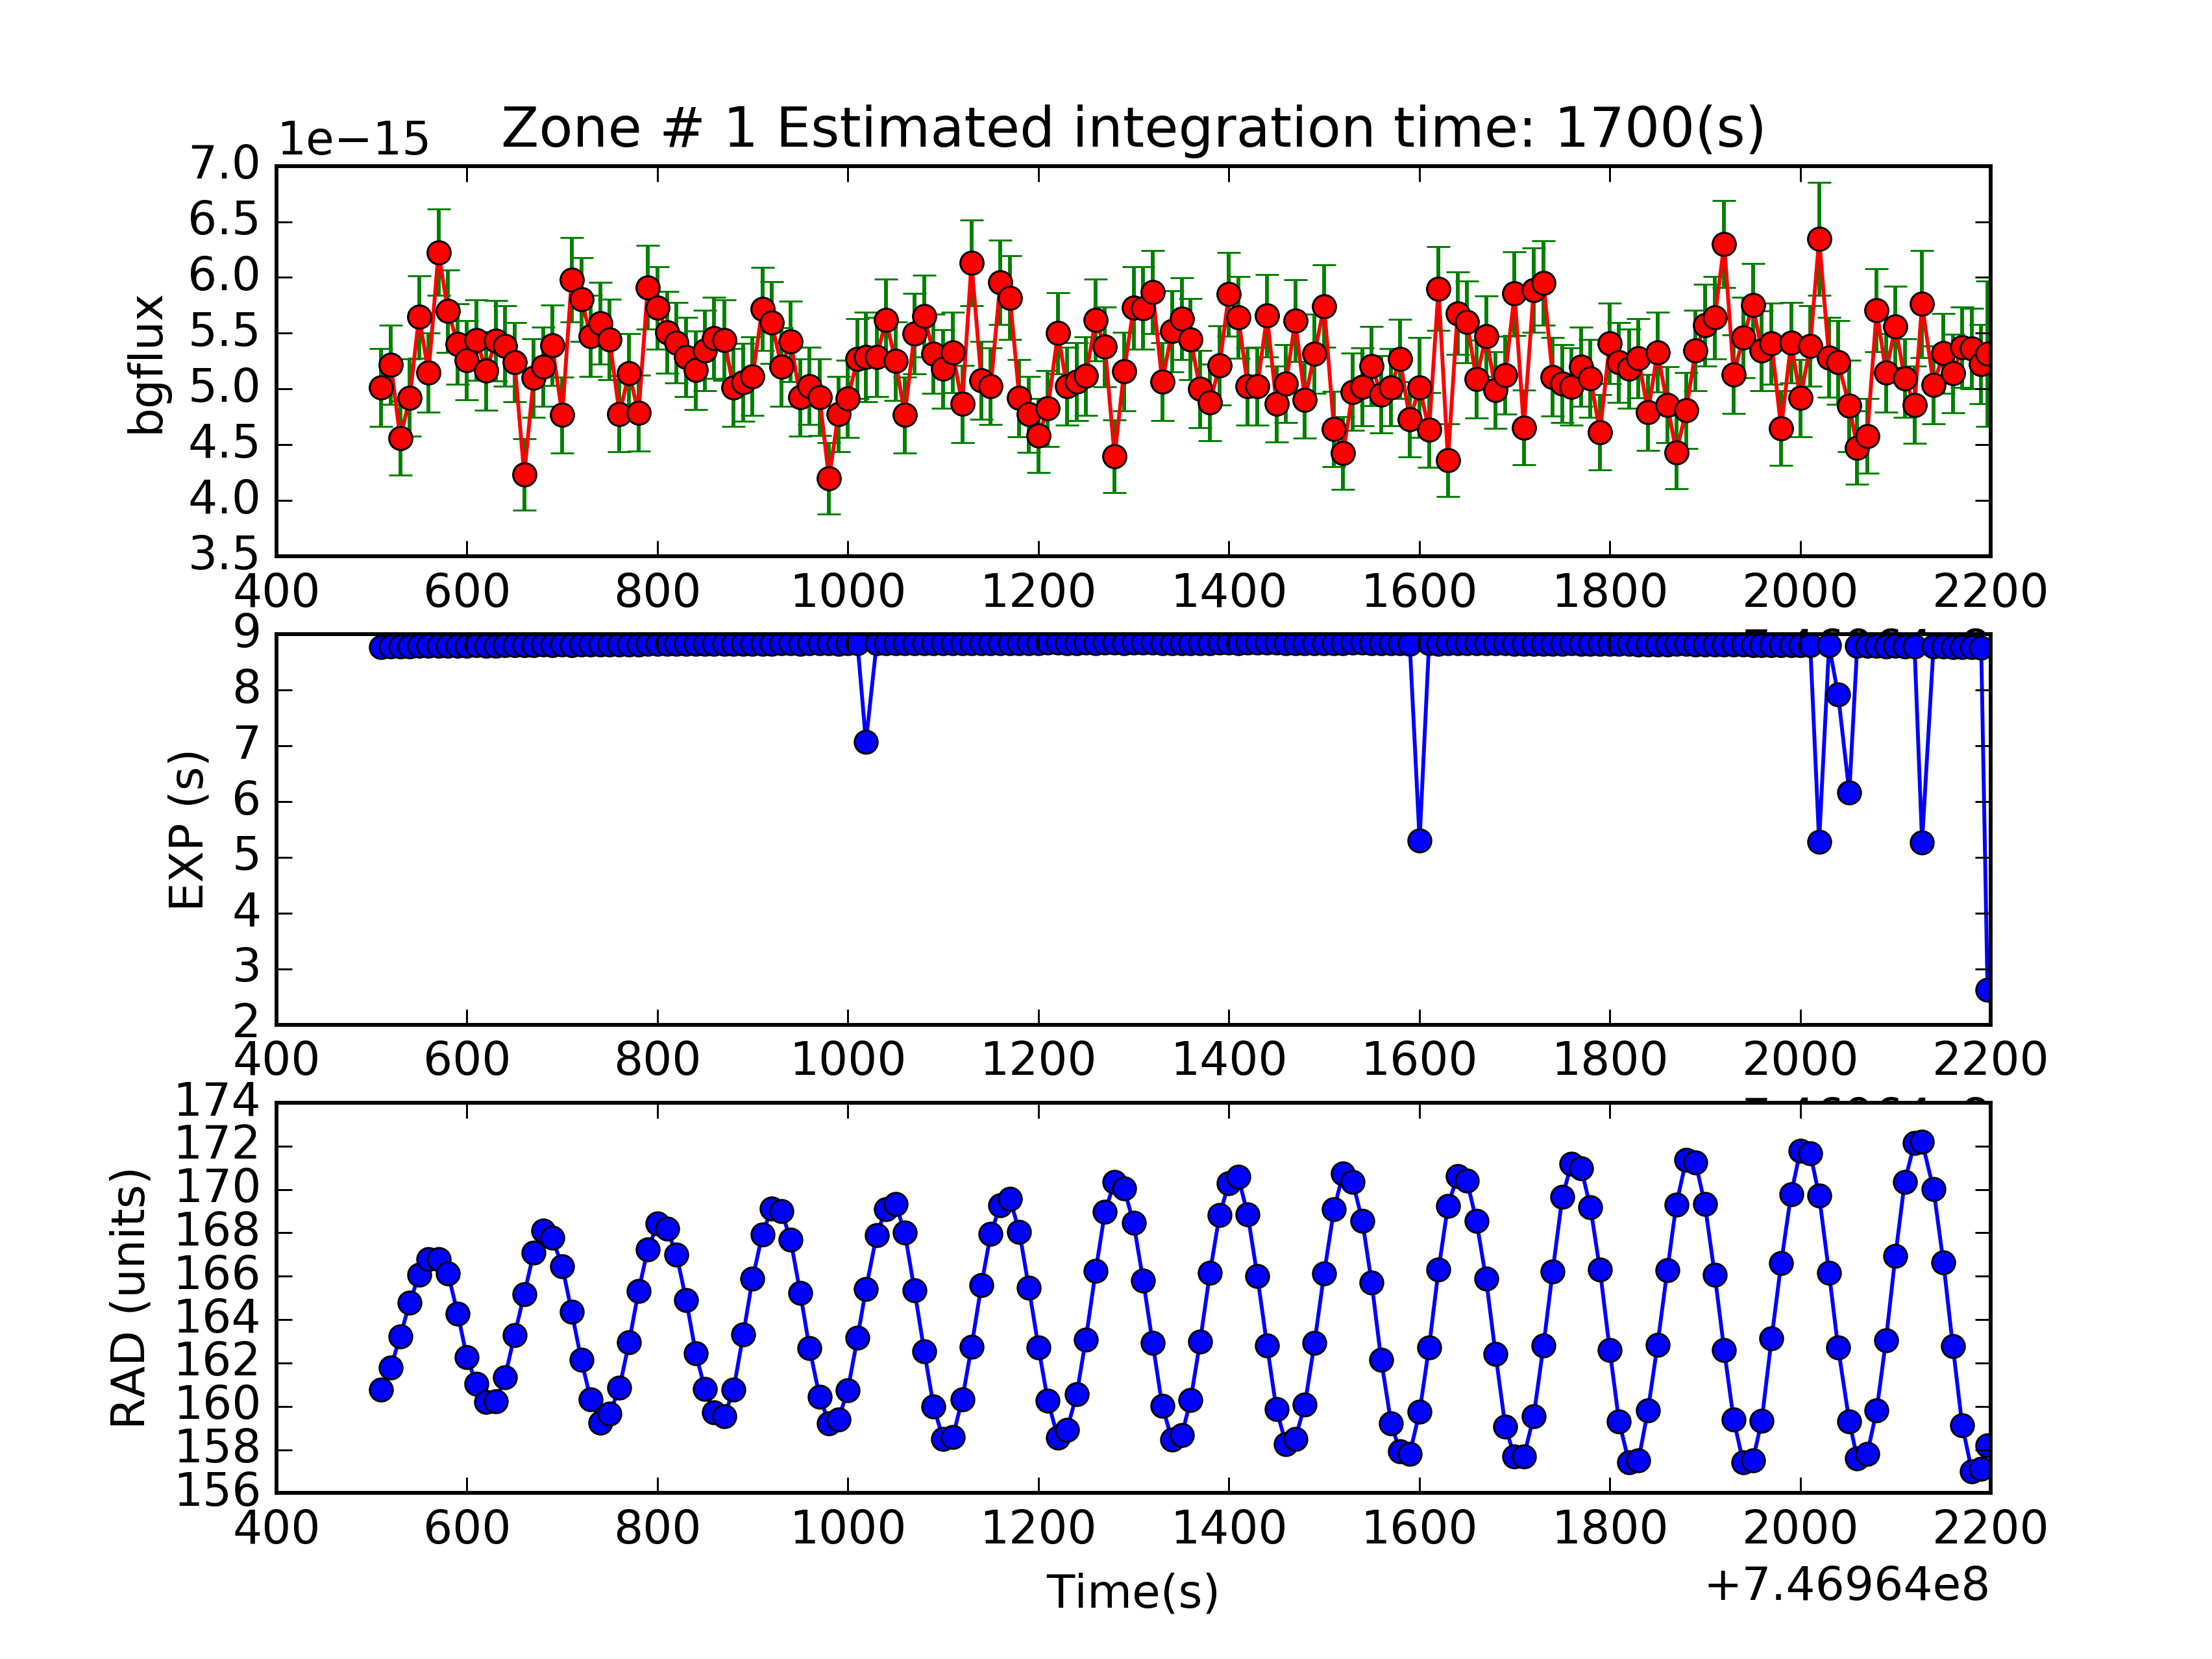 Zone # 1 Estimated integration time: 1700(s)
1e−15
7.0
6.5
6.0
5.5
5.0
4.5
4.0
3.5
bgflux
400 600 800 1000 1200 1400 1600 1800 2000 2200
9
8
7
6
5
4
3
2
EXP (s)
400 600 800 1000 1200 1400 1600 1800 2000 2200
174
172
170
168
166
164
162
160
158
156
RAD (units)
400 600 800 1000 1200 1400 1600 1800 2000 2200
Time(s)
+7.46964e8